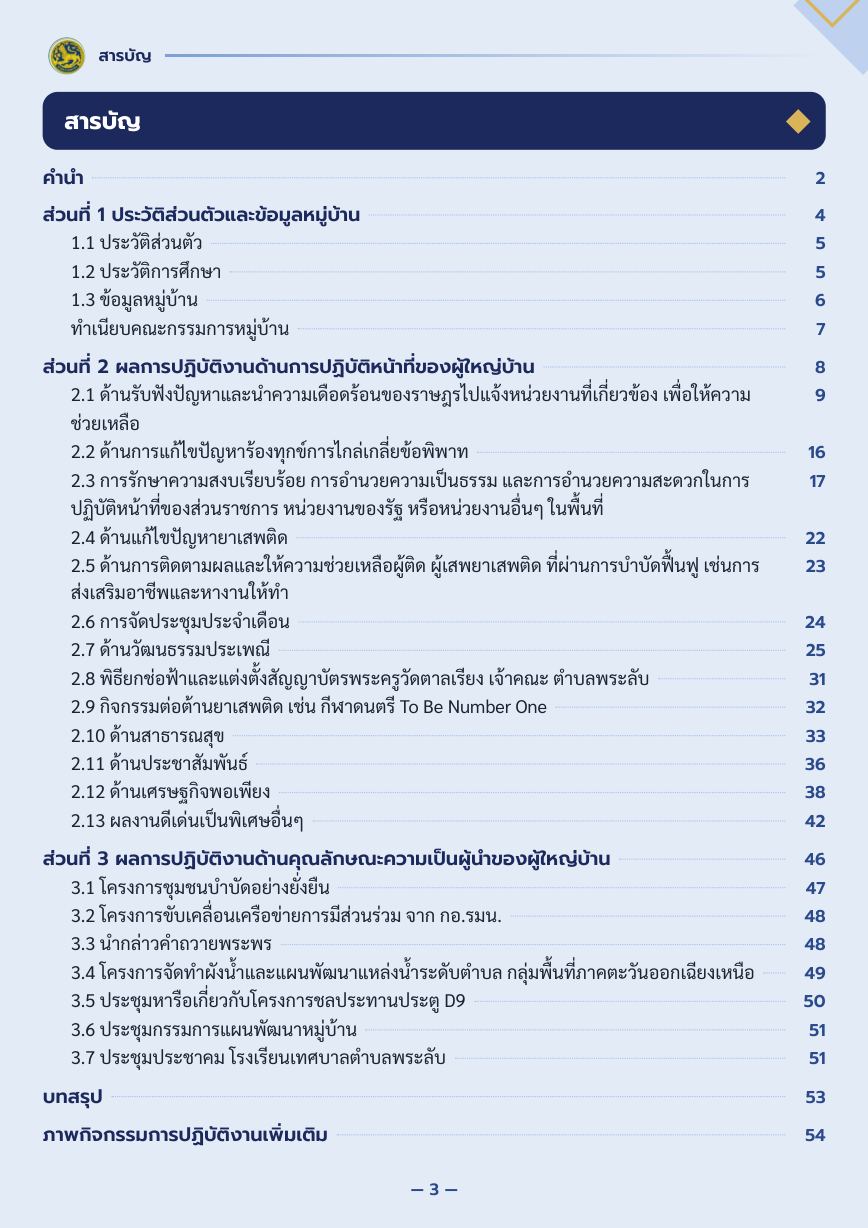 สารบัญ
สารบัญ
คำนำ 2
ส่วนที่ 1 ประวัติส่วนตัวและข้อมูลหมู่บ้าน 4
1.1 ประวัติส่วนตัว 5
1.2 ประวัติการศึกษา 5
1.3 ข้อมูลหมู่บ้าน 6
ทำเนียบคณะกรรมการหมู่บ้าน 7
ส่วนที่ 2 ผลการปฏิบัติงานด้านการปฏิบัติหน้าที่ของผู้ใหญ่บ้าน 8
2.1 ด้านรับฟังปัญหาและนำความเดือดร้อนของราษฎรไปแจ้งหน่วยงานที่เกี่ยวข้อง เพื่อให้ความ 9
ช่วยเหลือ
2.2 ด้านการแก้ไขปัญหาร้องทุกข์การไกล่เกลี่ยข้อพิพาท 16
2.3 การรักษาความสงบเรียบร้อย การอำนวยความเป็นธรรม และการอำนวยความสะดวกในการ 17
ปฏิบัติหน้าที่ของส่วนราชการ หน่วยงานของรัฐ หรือหน่วยงานอื่นๆ ในพื้นที่
2.4 ด้านแก้ไขปัญหายาเสพติด 22
2.5 ด้านการติดตามผลและให้ความช่วยเหลือผู้ติด ผู้เสพยาเสพติด ที่ผ่านการบำบัดฟื้นฟู เช่นการ 23
ส่งเสริมอาชีพและหางานให้ทำ
2.6 การจัดประชุมประจำเดือน 24
2.7 ด้านวัฒนธรรมประเพณี 25
2.8 พิธียกช่อฟ้าและแต่งตั้งสัญญาบัตรพระครูวัดตาลเรียง เจ้าคณะ ตำบลพระลับ 31
2.9 กิจกรรมต่อต้านยาเสพติด เช่น กีฬาดนตรี To Be Number One 32
2.10 ด้านสาธารณสุข 33
2.11 ด้านประชาสัมพันธ์ 36
2.12 ด้านเศรษฐกิจพอเพียง 38
2.13 ผลงานดีเด่นเป็นพิเศษอื่นๆ 42
ส่วนที่ 3 ผลการปฏิบัติงานด้านคุณลักษณะความเป็นผู้นำของผู้ใหญ่บ้าน 46
3.1 โครงการชุมชนบำบัดอย่างยั่งยืน 47
3.2 โครงการขับเคลื่อนเครือข่ายการมีส่วนร่วม จาก กอ.รมน. 48
3.3 นำกล่าวคำถวายพระพร 48
3.4 โครงการจัดทำผังน้ำและแผนพัฒนาแหล่งน้ำระดับตำบล กลุ่มพื้นที่ภาคตะวันออกเฉียงเหนือ 49
3.5 ประชุมหารือเกี่ยวกับโครงการชลประทานประตู D9 50
3.6 ประชุมกรรมการแผนพัฒนาหมู่บ้าน 51
3.7 ประชุมประชาคม โรงเรียนเทศบาลตำบลพระลับ 51
บทสรุป 53
ภาพกิจกรรมการปฏิบัติงานเพิ่มเติม 54
— 3 —